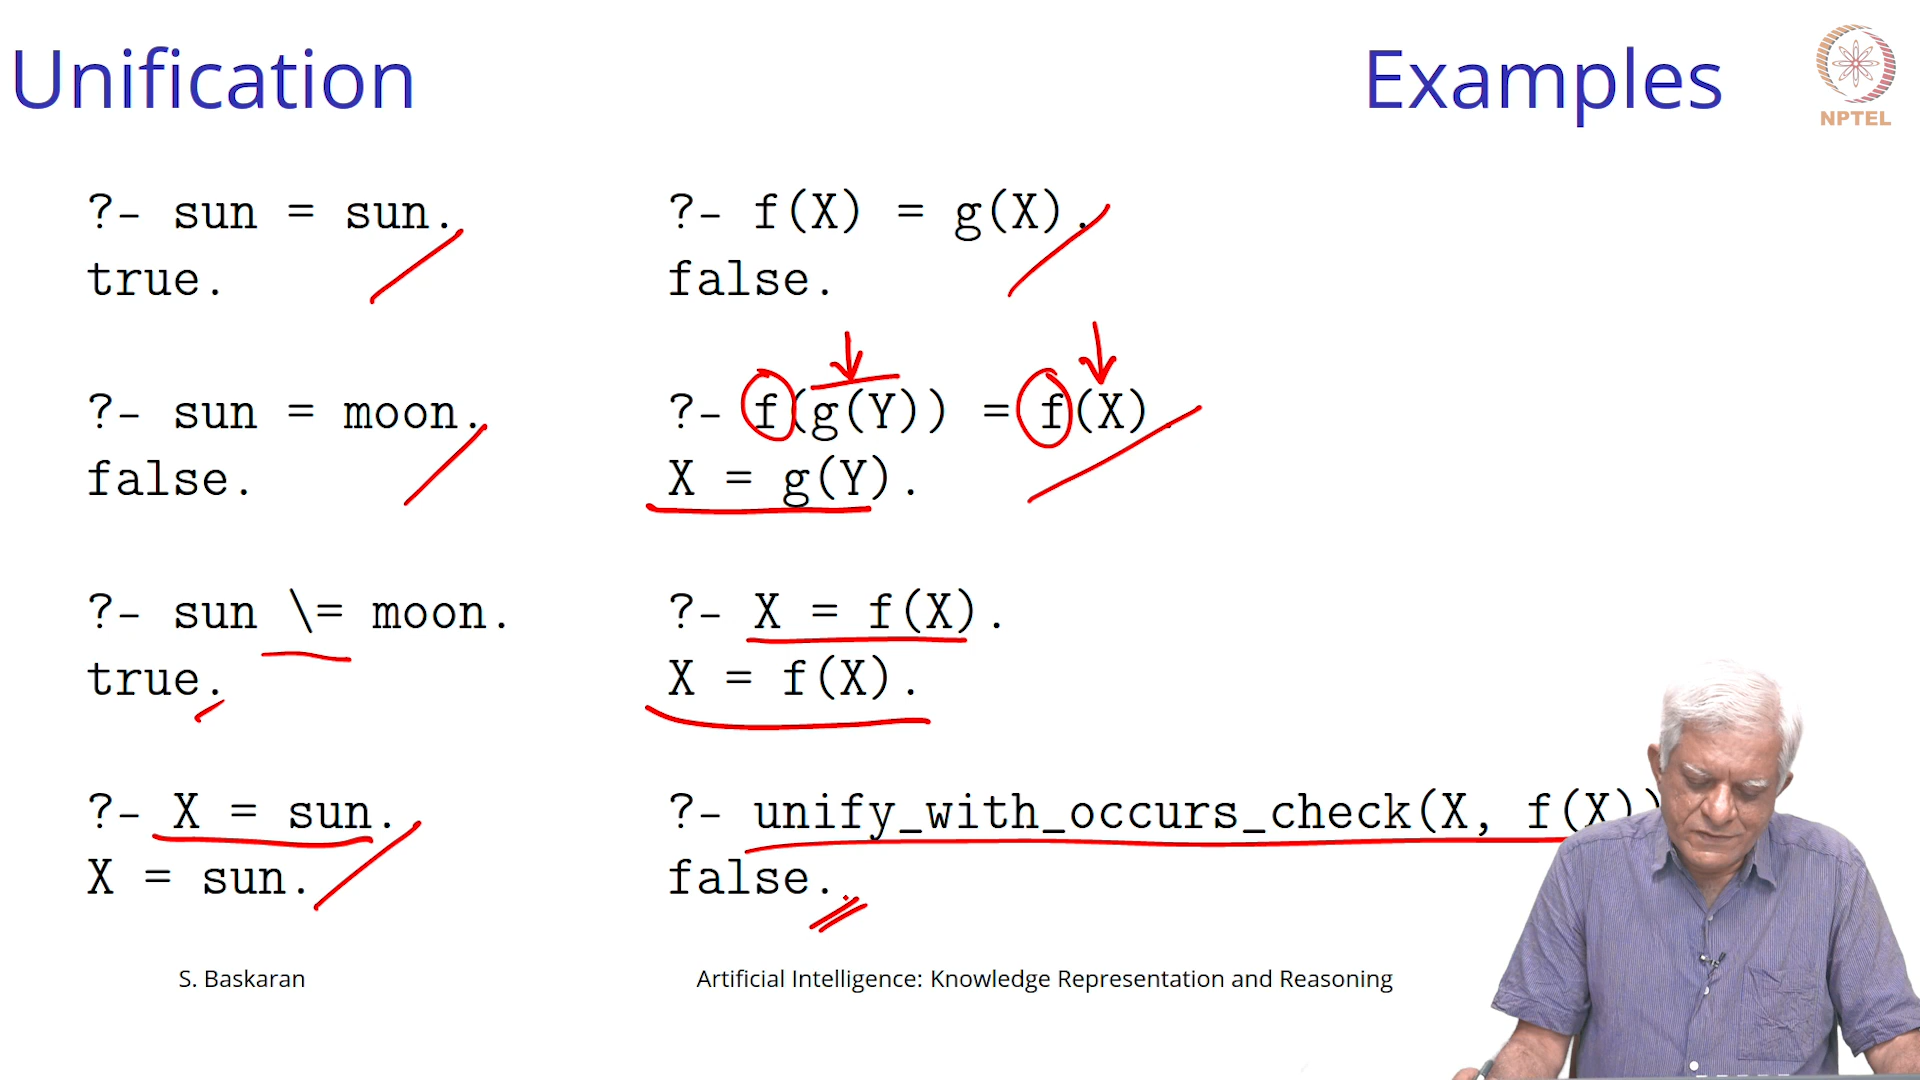 Unification
Examples
NPTEL
?- sun = sun.
true.
?- sun = moon.
false.
?- sun \= moon.
true.
?- X = sun.
X = sun.
?- f(X) = g(X).
false.
?- f(g(Y)) = f(X).
X = g(Y).
?- X = f(X).
X = f(X).
?- unify_with_occurs_check(X, f(X))
false.
S. Baskaran
Artificial Intelligence: Knowledge Representation and Reasoning